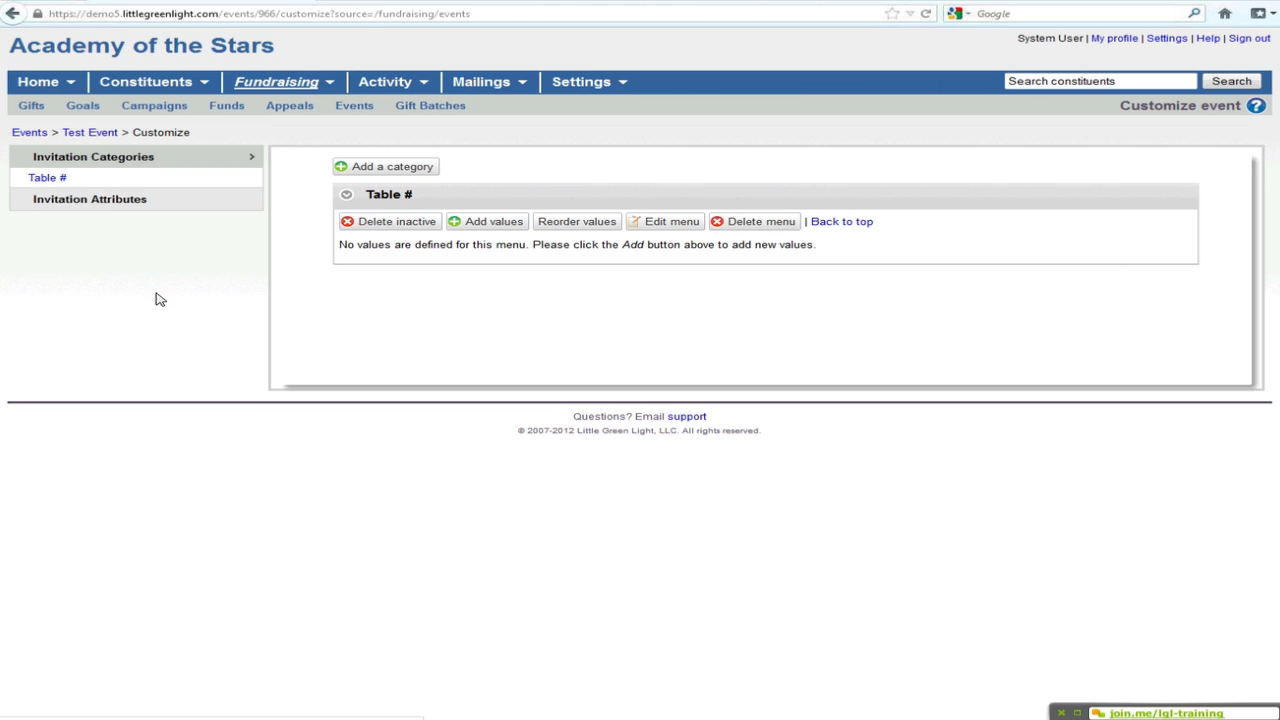 https://demo5.littlegreenlight.com/events/966/customize?source=/fundraising/events
Google
Academy of the Stars
System User | My profile | Settings | Help | Sign out
Home
Constituents
Fundraising
Activity
Mailings
Settings
Search constituents
Search
Gifts
Goals
Campaigns
Funds
Appeals
Events
Gift Batches
Customize event ?
Events > Test Event > Customize
Invitation Categories >
Table #
Invitation Attributes
Add a category
Table #
Delete inactive
Add values
Reorder values
Edit menu
Delete menu
| Back to top
No values are defined for this menu. Please click the Add button above to add new values.
Questions? Email support
© 2007-2012 Little Green Light, LLC. All rights reserved.
join.me/lgl-training